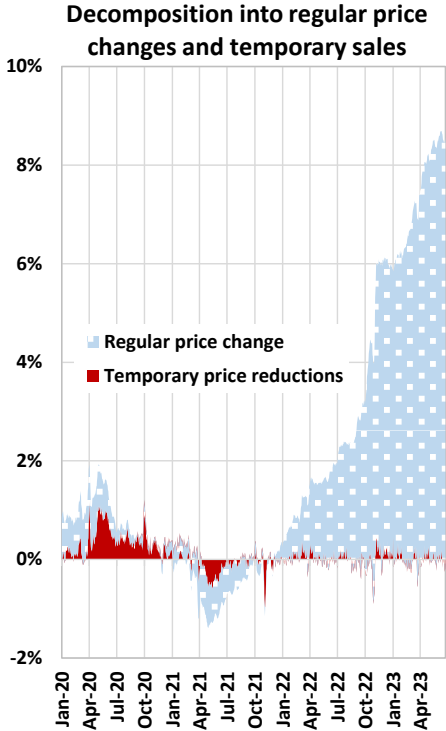 Decomposition into regular price
changes and temporary sales
10%
8%
6%
4%
2%
0%
-2%
Regular price change
Temporary price reductions
Jan-20
Apr-20
Jul-20
Oct-20
Jan-21
Apr-21
Jul-21
Oct-21
Jan-22
Apr-22
Jul-22
Oct-22
Jan-23
Apr-23